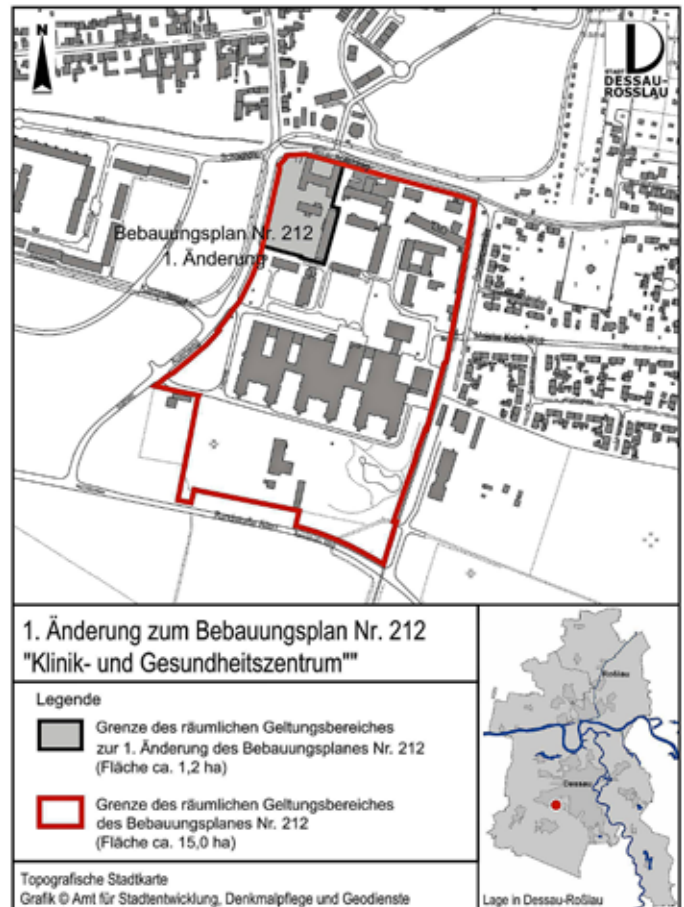 N
STADT
DESSAU-
ROSSLAU
Bebauungsplan Nr. 212
1. Änderung
1. Änderung zum Bebauungsplan Nr. 212
"Klinik- und Gesundheitszentrum""
Legende
Grenze des räumlichen Geltungsbereiches
zur 1. Änderung des Bebauungsplanes Nr. 212
(Fläche ca. 1,2 ha)
Grenze des räumlichen Geltungsbereiches
des Bebauungsplanes Nr. 212
(Fläche ca. 15,0 ha)
Topografische Stadtkarte
Grafik © Amt für Stadtentwicklung, Denkmalpflege und Geodienste
Roßlau
Dessau
Lage in Dessau-Roßlau